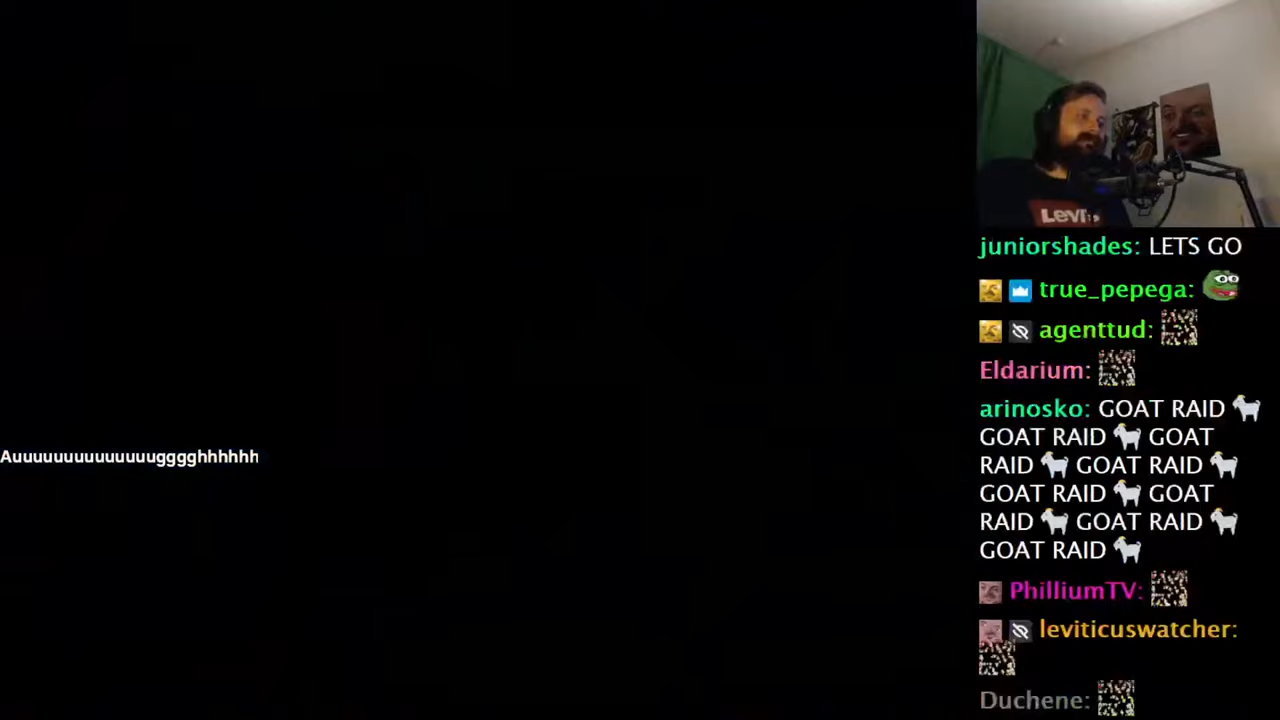 Levi's
juniorshades: LETS GO
true_pepega:
agenttud:
Eldarium:
arinosko: GOAT RAID
GOAT RAID GOAT
RAID GOAT RAID
GOAT RAID GOAT
RAID GOAT RAID
GOAT RAID
Auuuuuuuuuuuuuuugggghhhhhh
PhilliumTV:
leviticuswatcher:
Duchene: